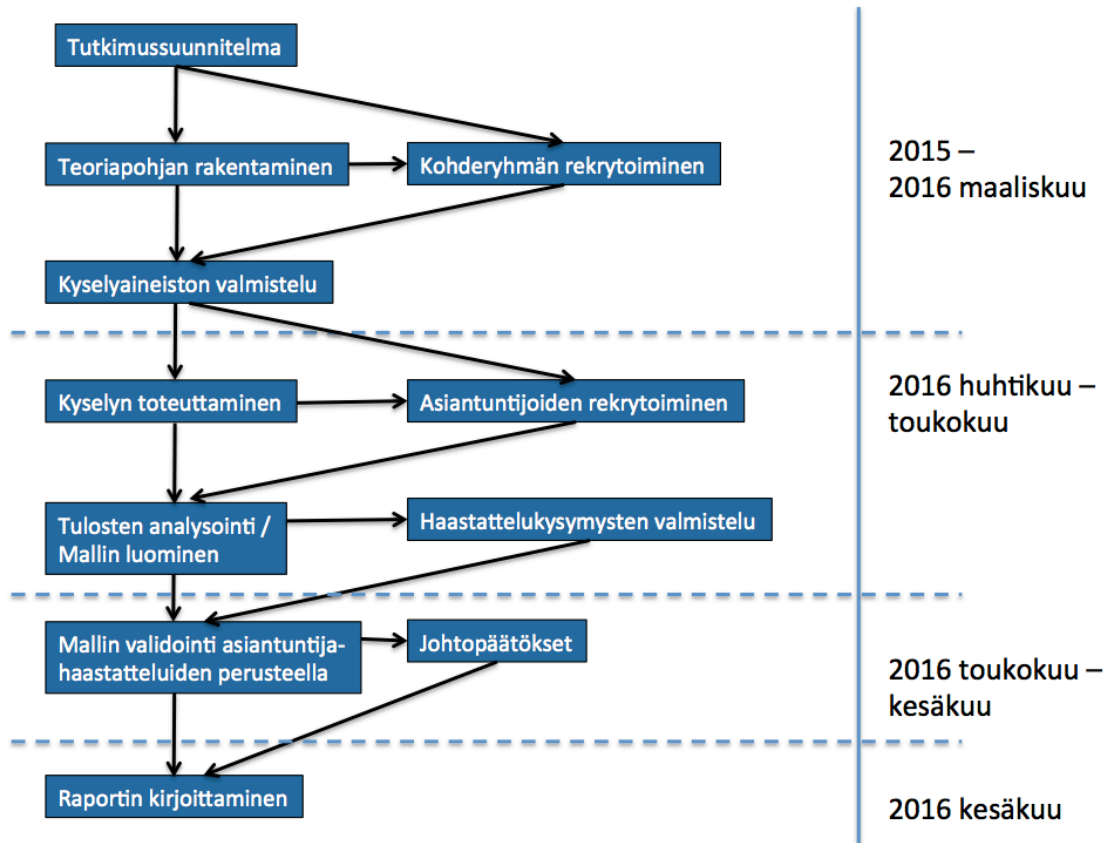 Tutkimussuunnitelma
Teoriapohjan rakentaminen
Kohderyhmän rekrytoiminen
2015 –
2016 maaliskuu
Kyselyaineiston valmistelu
Kyselyn toteuttaminen
Asiantuntijoiden rekrytoiminen
2016 huhtikuu –
toukokuu
Tulosten analysointi /
Mallin luominen
Haastattelukysymysten valmistelu
Mallin validointi asiantuntija-
haastatteluiden perusteella
Johtopäätökset
2016 toukokuu –
kesäkuu
Raportin kirjoittaminen
2016 kesäkuu